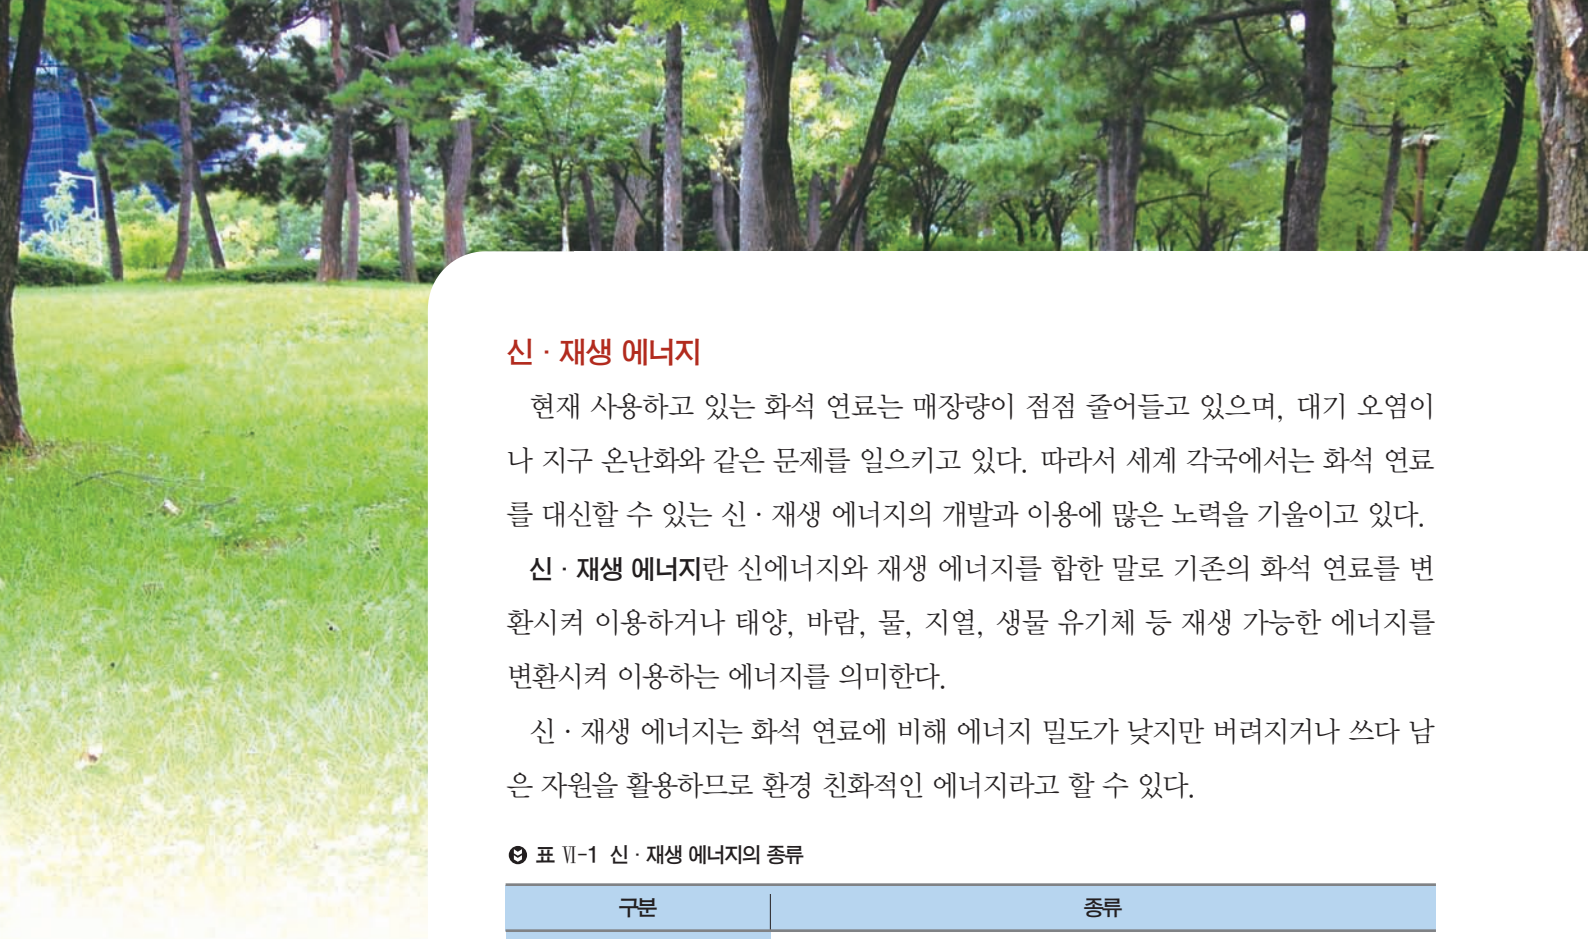 신 · 재생 에너지
현재 사용하고 있는 화석 연료는 매장량이 점점 줄어들고 있으며, 대기 오염이
나 지구 온난화와 같은 문제를 일으키고 있다. 따라서 세계 각국에서는 화석 연료
를 대신할 수 있는 신 · 재생 에너지의 개발과 이용에 많은 노력을 기울이고 있다.
신 · 재생 에너지란 신에너지와 재생 에너지를 합한 말로 기존의 화석 연료를 변
환시켜 이용하거나 태양, 바람, 물, 지열, 생물 유기체 등 재생 가능한 에너지를
변환시켜 이용하는 에너지를 의미한다.
신 · 재생 에너지는 화석 연료에 비해 에너지 밀도가 낮지만 버려지거나 쓰다 남
은 자원을 활용하므로 환경 친화적인 에너지라고 할 수 있다.
표 Ⅵ-1 신 · 재생 에너지의 종류
구분 종류